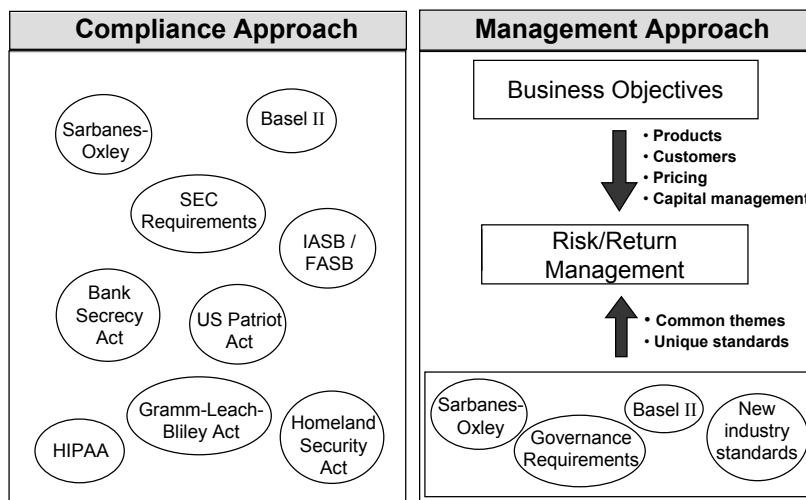 Compliance Approach
Sarbanes-
Oxley
Basel II
SEC
Requirements
IASB /
FASB
Bank
Secrecy
Act
US Patriot
Act
Gramm-Leach-
Bliley Act
HIPAA
Homeland
Security
Act
Management Approach
Business Objectives
• Products
• Customers
• Pricing
• Capital management
Risk/Return
Management
• Common themes
• Unique standards
Sarbanes-
Oxley
Governance
Requirements
Basel II
New
industry
standards